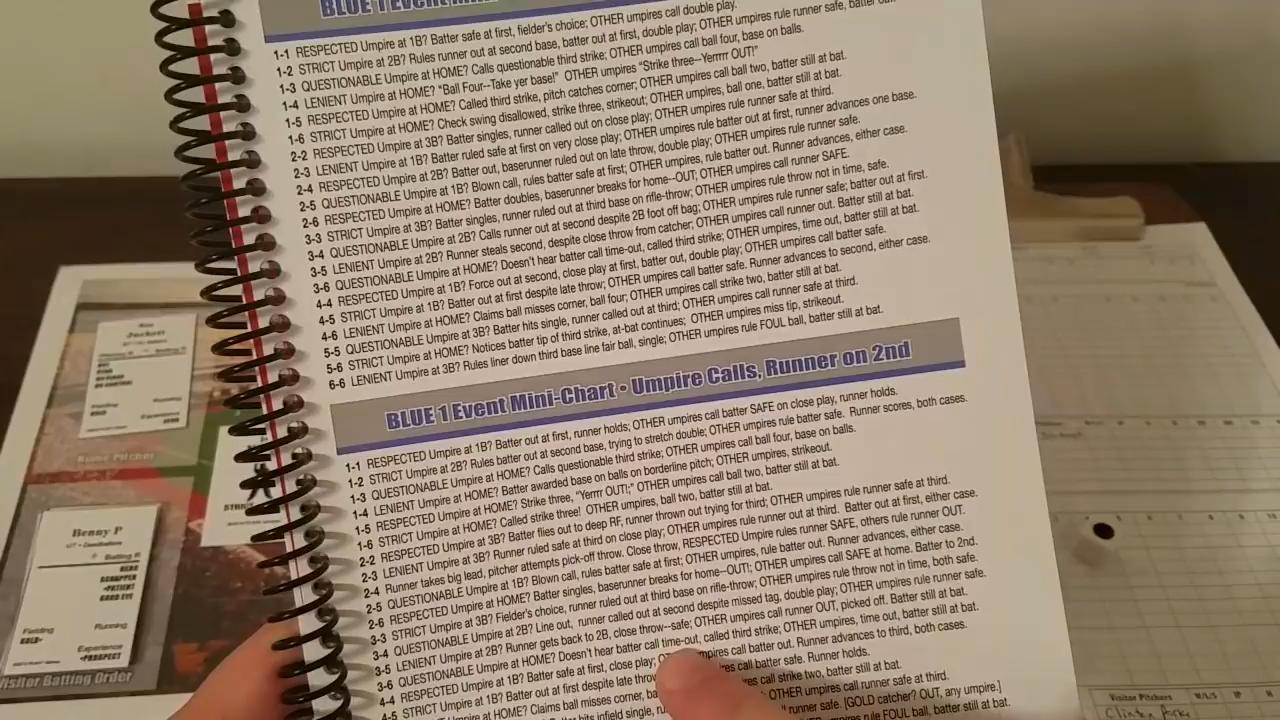 BLUE 1 Event Mini-
1-1 RESPECTED Umpire at 1B? Batter safe at first, fielder's choice; OTHER umpires call double play.
1-2 STRICT Umpire at 2B? Rules runner out at second base, batter out at first, double play; OTHER umpires rule runner safe, batter out
1-3 QUESTIONABLE Umpire at HOME? Calls questionable third strike; OTHER umpires call ball four, base on balls.
1-4 LENIENT Umpire at HOME? "Ball Four--Take yer base!" OTHER umpires "Strike three--Yerrrrr OUT!"
1-5 RESPECTED Umpire at HOME? Called third strike, pitch catches corner; OTHER umpires call ball two, batter still at bat.
1-6 STRICT Umpire at HOME? Check swing disallowed, strike three, strikeout; OTHER umpires, ball one, batter still at bat.
2-2 RESPECTED Umpire at 3B? Batter singles, runner called out on close play; OTHER umpires rule runner safe at third.
2-3 LENIENT Umpire at 1B? Batter ruled safe at first on very close play; OTHER umpires rule batter out at first, runner advances one base.
2-4 RESPECTED Umpire at 2B? Batter out, baserunner ruled out on late throw, double play; OTHER umpires rule runner safe.
2-5 QUESTIONABLE Umpire at 1B? Blown call, rules batter safe at first; OTHER umpires, rule batter out. Runner advances, either case.
2-6 RESPECTED Umpire at HOME? Batter doubles, baserunner breaks for home--OUT; OTHER umpires call runner SAFE.
3-3 STRICT Umpire at 3B? Batter singles, runner ruled out at third base on rifle-throw; OTHER umpires rule throw not in time, safe.
3-4 QUESTIONABLE Umpire at 2B? Calls runner out at second despite 2B foot off bag; OTHER umpires rule runner safe; batter out at first.
3-5 LENIENT Umpire at 2B? Runner steals second, despite close throw from catcher; OTHER umpires call runner out. Batter still at bat.
3-6 QUESTIONABLE Umpire at HOME? Doesn't hear batter call time-out, called third strike; OTHER umpires, time out, batter still at bat.
4-4 RESPECTED Umpire at 1B? Force out at second, close play at first, batter out, double play; OTHER umpires call batter safe.
4-5 STRICT Umpire at 1B? Batter out at first despite late throw; OTHER umpires call batter safe. Runner advances to second, either case.
4-6 LENIENT Umpire at HOME? Claims ball misses corner, ball four; OTHER umpires call strike two, batter still at bat.
5-5 QUESTIONABLE Umpire at 3B? Batter hits single, runner called out at third; OTHER umpires call runner safe at third.
5-6 STRICT Umpire at HOME? Notices batter tip of third strike, at-bat continues; OTHER umpires miss tip, strikeout.
6-6 LENIENT Umpire at 3B? Rules liner down third base line fair ball, single; OTHER umpires rule FOUL ball, batter still at bat.
BLUE 1 Event Mini-Chart • Umpire Calls, Runner on 2nd
1-1 RESPECTED Umpire at 1B? Batter out at first, runner holds; OTHER umpires call batter SAFE on close play, runner holds.
1-2 STRICT Umpire at 2B? Rules batter out at second base, trying to stretch double; OTHER umpires rule batter safe. Runner scores, both cases.
1-3 QUESTIONABLE Umpire at HOME? Calls questionable third strike; OTHER umpires call ball four, base on balls.
1-4 LENIENT Umpire at HOME? Batter awarded base on balls on borderline pitch; OTHER umpires, strikeout.
1-5 RESPECTED Umpire at HOME? Strike three, "Yerrrr OUT!;" OTHER umpires call ball two, batter still at bat.
1-6 STRICT Umpire at HOME? Called strike three! OTHER umpires, ball two, batter still at bat.
2-2 RESPECTED Umpire at 3B? Batter flies out to deep RF, runner thrown out trying for third; OTHER umpires rule runner safe at third.
2-3 LENIENT Umpire at 3B? Runner ruled safe at third on close play; OTHER umpires rule runner out at third. Batter out at first, either case.
2-4 Runner takes big lead, pitcher attempts pick-off throw. Close throw, RESPECTED Umpire rules runner SAFE, others rule runner OUT.
2-5 QUESTIONABLE Umpire at 1B? Blown call, rules batter safe at first; OTHER umpires, rule batter out. Runner advances, either case.
2-6 RESPECTED Umpire at HOME? Batter singles, baserunner breaks for home--OUT!; OTHER umpires call SAFE at home. Batter to 2nd.
3-3 STRICT Umpire at 3B? Fielder's choice, runner ruled out at third base on rifle-throw; OTHER umpires rule throw not in time, both safe.
3-4 QUESTIONABLE Umpire at 2B? Line out, runner called out at second despite missed tag, double play; OTHER umpires rule runner safe.
3-5 LENIENT Umpire at 2B? Runner gets back to 2B, close throw--safe; OTHER umpires call runner OUT, picked off. Batter still at bat.
3-6 QUESTIONABLE Umpire at HOME? Doesn't hear batter call time-out, called third strike; OTHER umpires, time out, batter still at bat.
4-4 RESPECTED Umpire at 1B? Batter safe at first, close play; umpires call batter out. Runner advances to third, both cases.
4-5 STRICT Umpire at 1B? Batter out at first despite late throw call batter safe. Runner holds.
LENIENT Umpire at HOME? Claims ball misses corner, call strike two, batter still at bat.
hits infield single, OTHER umpires call runner safe at third.
runner safe. [GOLD catcher? OUT, any umpire.]
umpires rule FOUL ball, batter still at bat.
Jackett
Home Pitcher
Benny P
Batting R
HERO
SCRAPPER
•PATIENT
GOOD EYE
Fielding
Running
GOLD•
Experience
•PROSPECT
Visitor Batting Order
Visitor Pitchers W/L/S IP H